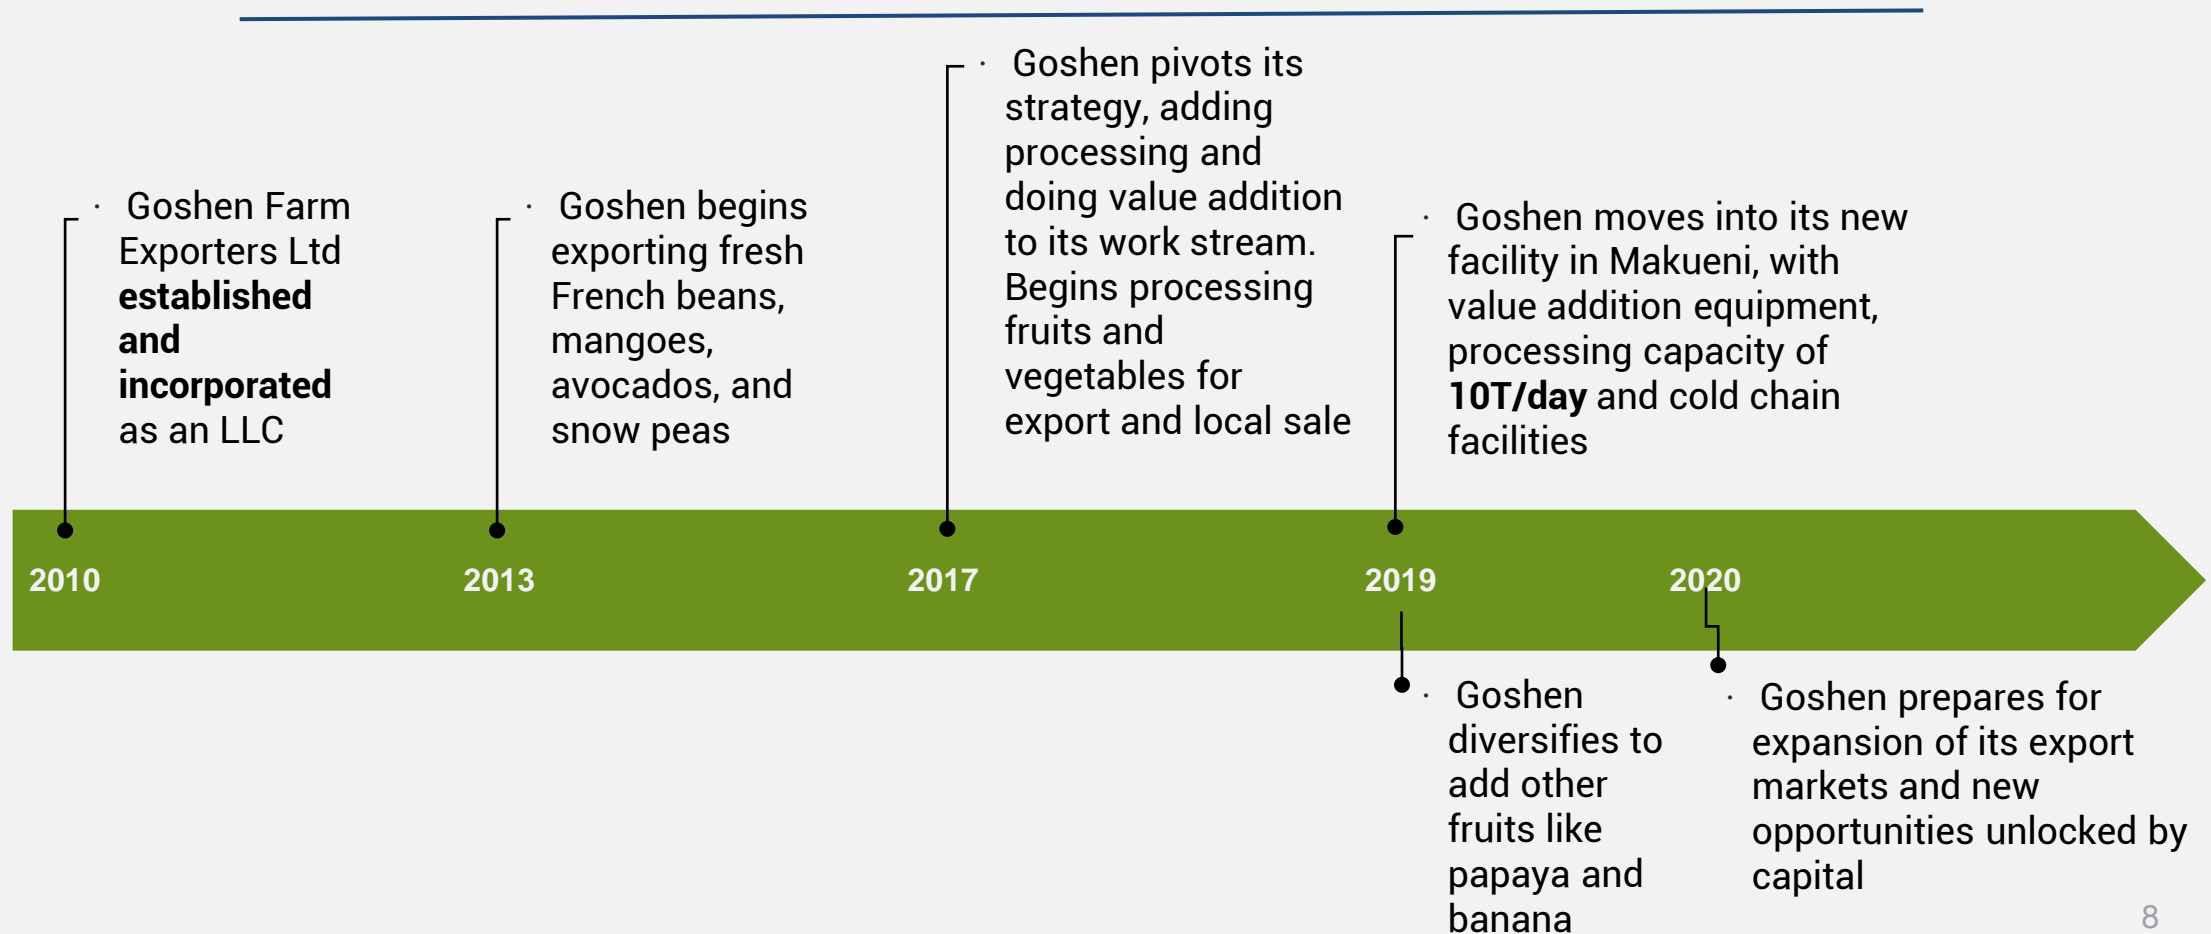 · Goshen Farm
Exporters Ltd
established
and
incorporated
as an LLC
· Goshen begins
exporting fresh
French beans,
mangoes,
avocados, and
snow peas
· Goshen pivots its
strategy, adding
processing and
doing value addition
to its work stream.
Begins processing
fruits and
vegetables for
export and local sale
· Goshen moves into its new
facility in Makueni, with
value addition equipment,
processing capacity of
10T/day and cold chain
facilities
2010
2013
2017
2019
2020
· Goshen
diversifies to
add other
fruits like
papaya and
banana
· Goshen prepares for
expansion of its export
markets and new
opportunities unlocked by
capital
8